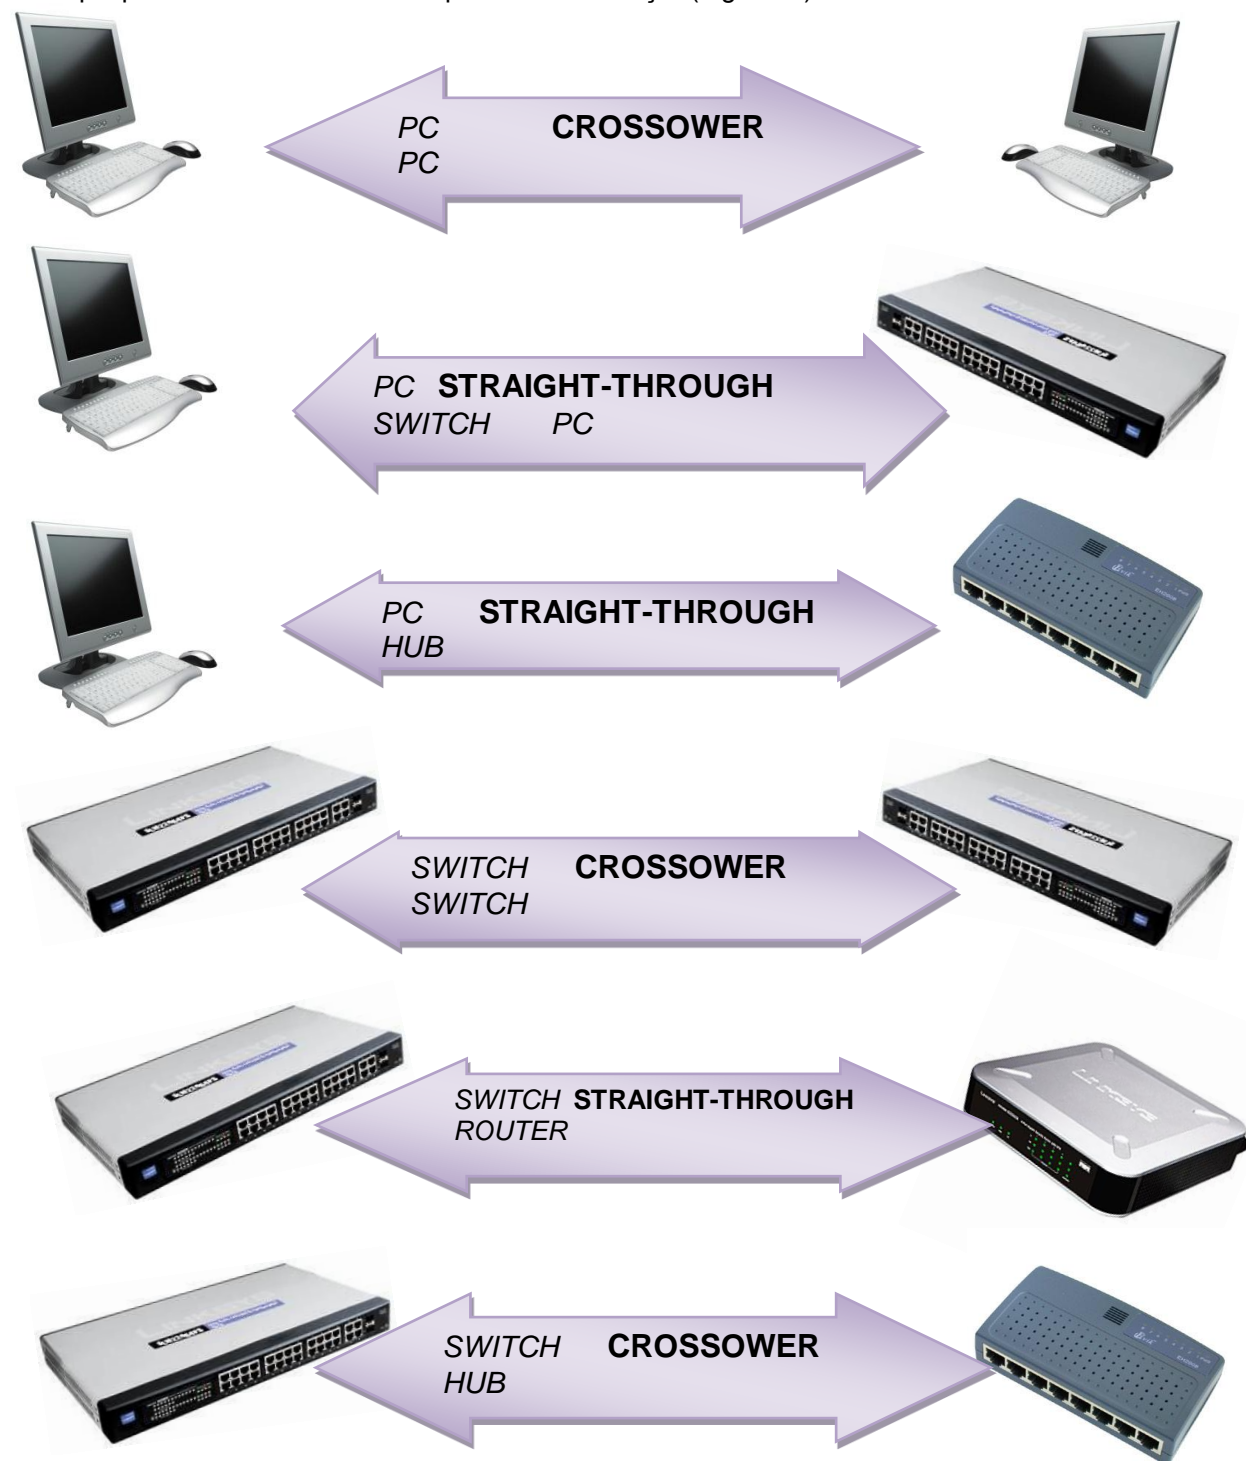 PC CROSSOWER
PC
PC STRAIGHT-THROUGH
SWITCH PC
PC STRAIGHT-THROUGH
HUB
SWITCH CROSSOWER
SWITCH
SWITCH STRAIGHT-THROUGH
ROUTER
SWITCH CROSSOWER
HUB